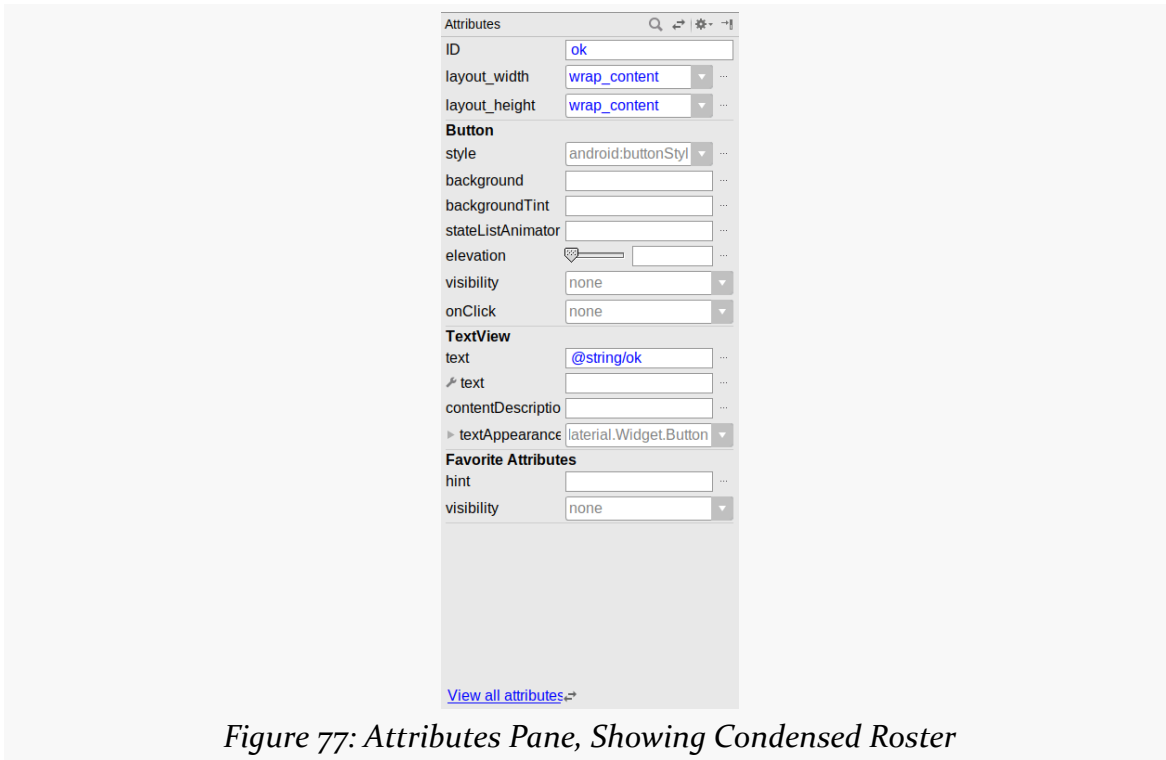 Attributes
ID ok
layout_width wrap_content
layout_height wrap_content
Button
style android:buttonStyl
background
backgroundTint
stateListAnimator
elevation
visibility none
onClick none
TextView
text @string/ok
text
contentDescriptio
textAppearance laterial.Widget.Button
Favorite Attributes
hint
visibility none
View all attributes
Figure 77: Attributes Pane, Showing Condensed Roster